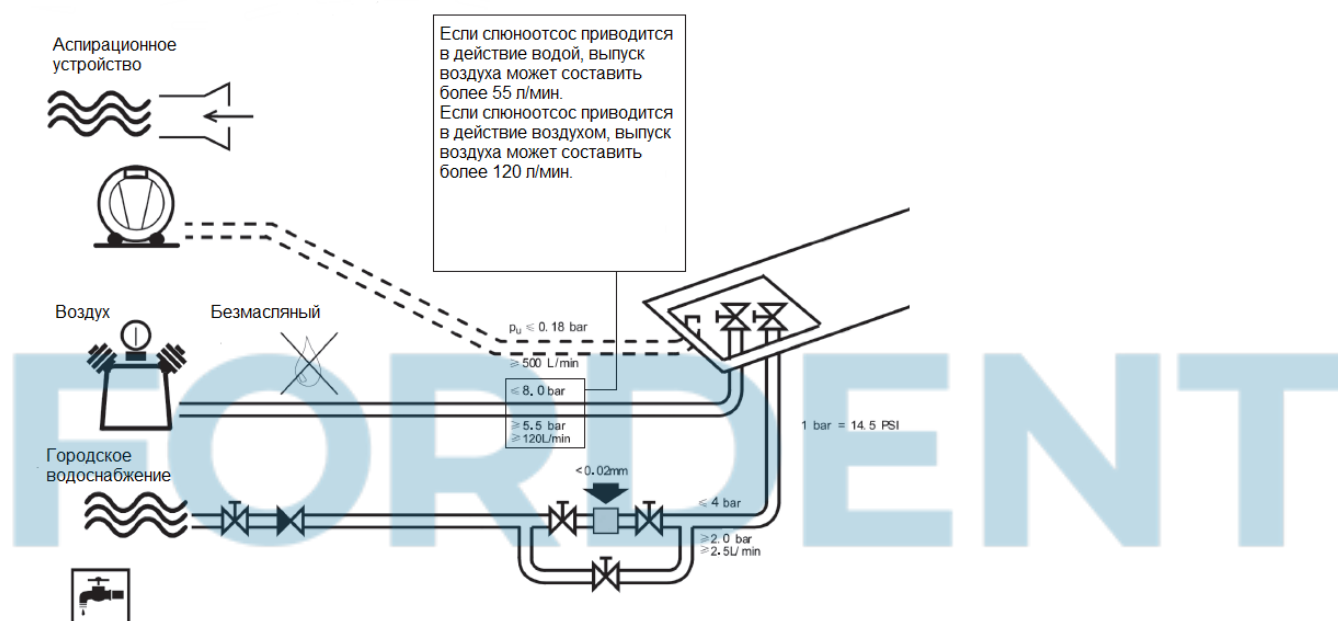 Аспирационное
устройство
Если слюноотсос приводится
в действие водой, выпуск
воздуха может составить
более 55 л/мин.
Если слюноотсос приводится
в действие воздухом, выпуск
воздуха может составить
более 120 л/мин.
Воздух
Безмасляный
pu ≤ 0.18 bar
≥500 L/min
≤8.0 bar
≥5.5 bar
≥120L/min
1 bar = 14.5 PSI
Городское
водоснабжение
<0.02mm
≤ 4 bar
≥2.0 bar
≥2.5L/min
FORDENT